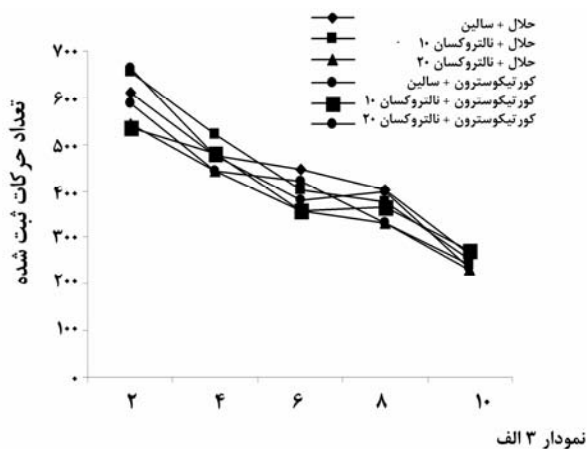 حلال + سالین
حلال + نالتروکسان ۱۰
حلال + نالتروکسان ۲۰
کورتیکوسترون + سالین
کورتیکوسترون + نالتروکسان ۱۰
کورتیکوسترون + نالتروکسان ۲۰
تعداد حرکات ثبت شده
۷۰۰
۶۰۰
۵۰۰
۴۰۰
۳۰۰
۲۰۰
۱۰۰
۰
۲ ۴ ۶ ۸ ۱۰
نمودار ۳ الف